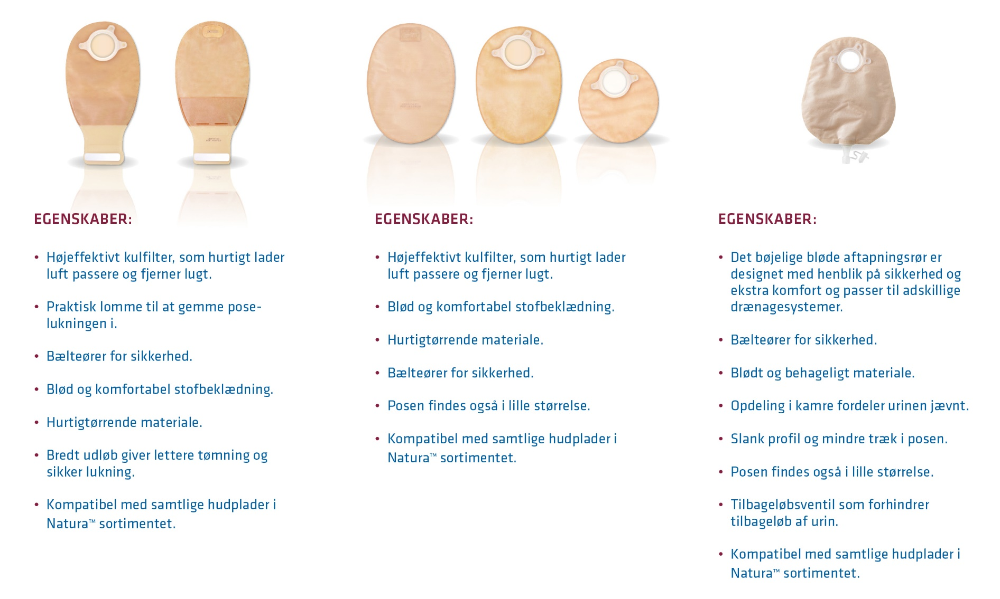 EGENSKABER:
• Højeffektivt kulfilter, som hurtigt lader
luft passere og fjerner lugt.
• Praktisk lomme til at gemme pose-
lukningen i.
• Bælteører for sikkerhed.
• Blød og komfortabel stofbeklædning.
• Hurtigtørrende materiale.
• Bredt udløb giver lettere tømning og
sikker lukning.
• Kompatibel med samtlige hudplader i
Natura™ sortimentet.
EGENSKABER:
• Højeffektivt kulfilter, som hurtigt lader
luft passere og fjerner lugt.
• Blød og komfortabel stofbeklædning.
• Hurtigtørrende materiale.
• Bælteører for sikkerhed.
• Posen findes også i lille størrelse.
• Kompatibel med samtlige hudplader i
Natura™ sortimentet.
EGENSKABER:
• Det bøjelige bløde aftapningsrør er
designet med henblik på sikkerhed og
ekstra komfort og passer til adskillige
drænagesystemer.
• Bælteører for sikkerhed.
• Blødt og behageligt materiale.
• Opdeling i kamre fordeler urinen jævnt.
• Slank profil og mindre træk i posen.
• Posen findes også i lille størrelse.
• Tilbageløbsventil som forhindrer
tilbageløb af urin.
• Kompatibel med samtlige hudplader i
Natura™ sortimentet.